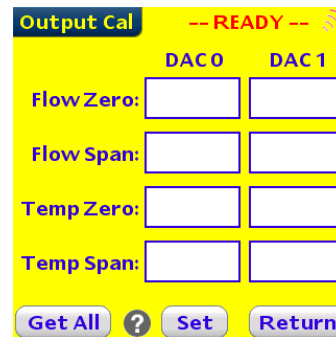 Output Cal -- READY --
DAC 0 DAC 1
Flow Zero:
Flow Span:
Temp Zero:
Temp Span:
Get All ? Set Return